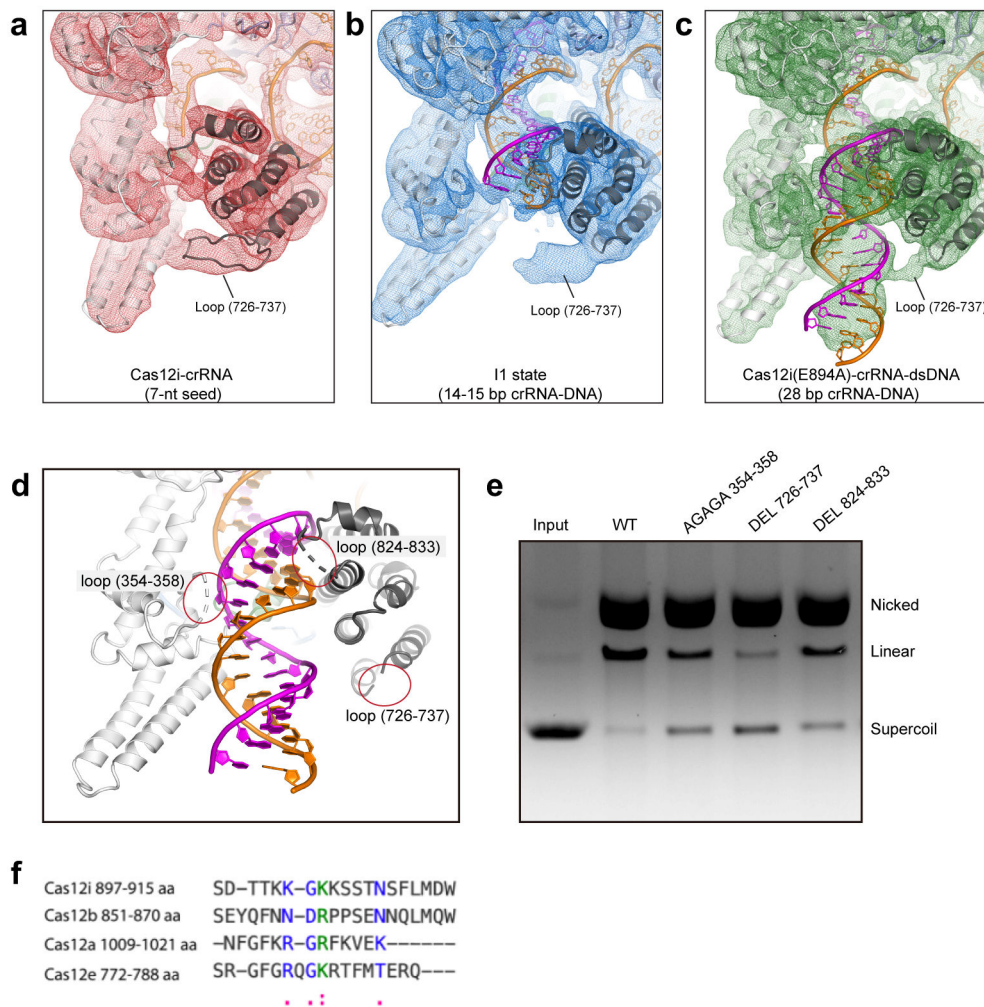 a
Loop (726-737)
Cas12i-crRNA
(7-nt seed)
b
Loop (726-737)
I1 state
(14-15 bp crRNA-DNA)
c
Loop (726-737)
Cas12i(E894A)-crRNA-dsDNA
(28 bp crRNA-DNA)
d
loop (824-833)
loop (354-358)
loop (726-737)
e
Input
WT
AGAGA 354-358
DEL 726-737
DEL 824-833
Nicked
Linear
Supercoil
f
Cas12i 897-915 aa SD-TTKK-GKKSSTNSFLMDW
Cas12b 851-870 aa SEYQFNN-DRPPSENNQLMQW
Cas12a 1009-1021 aa -NFGFKR-GRFKVEK------
Cas12e 772-788 aa SR-GFGRQGKRTFMTERQ---
. .: .